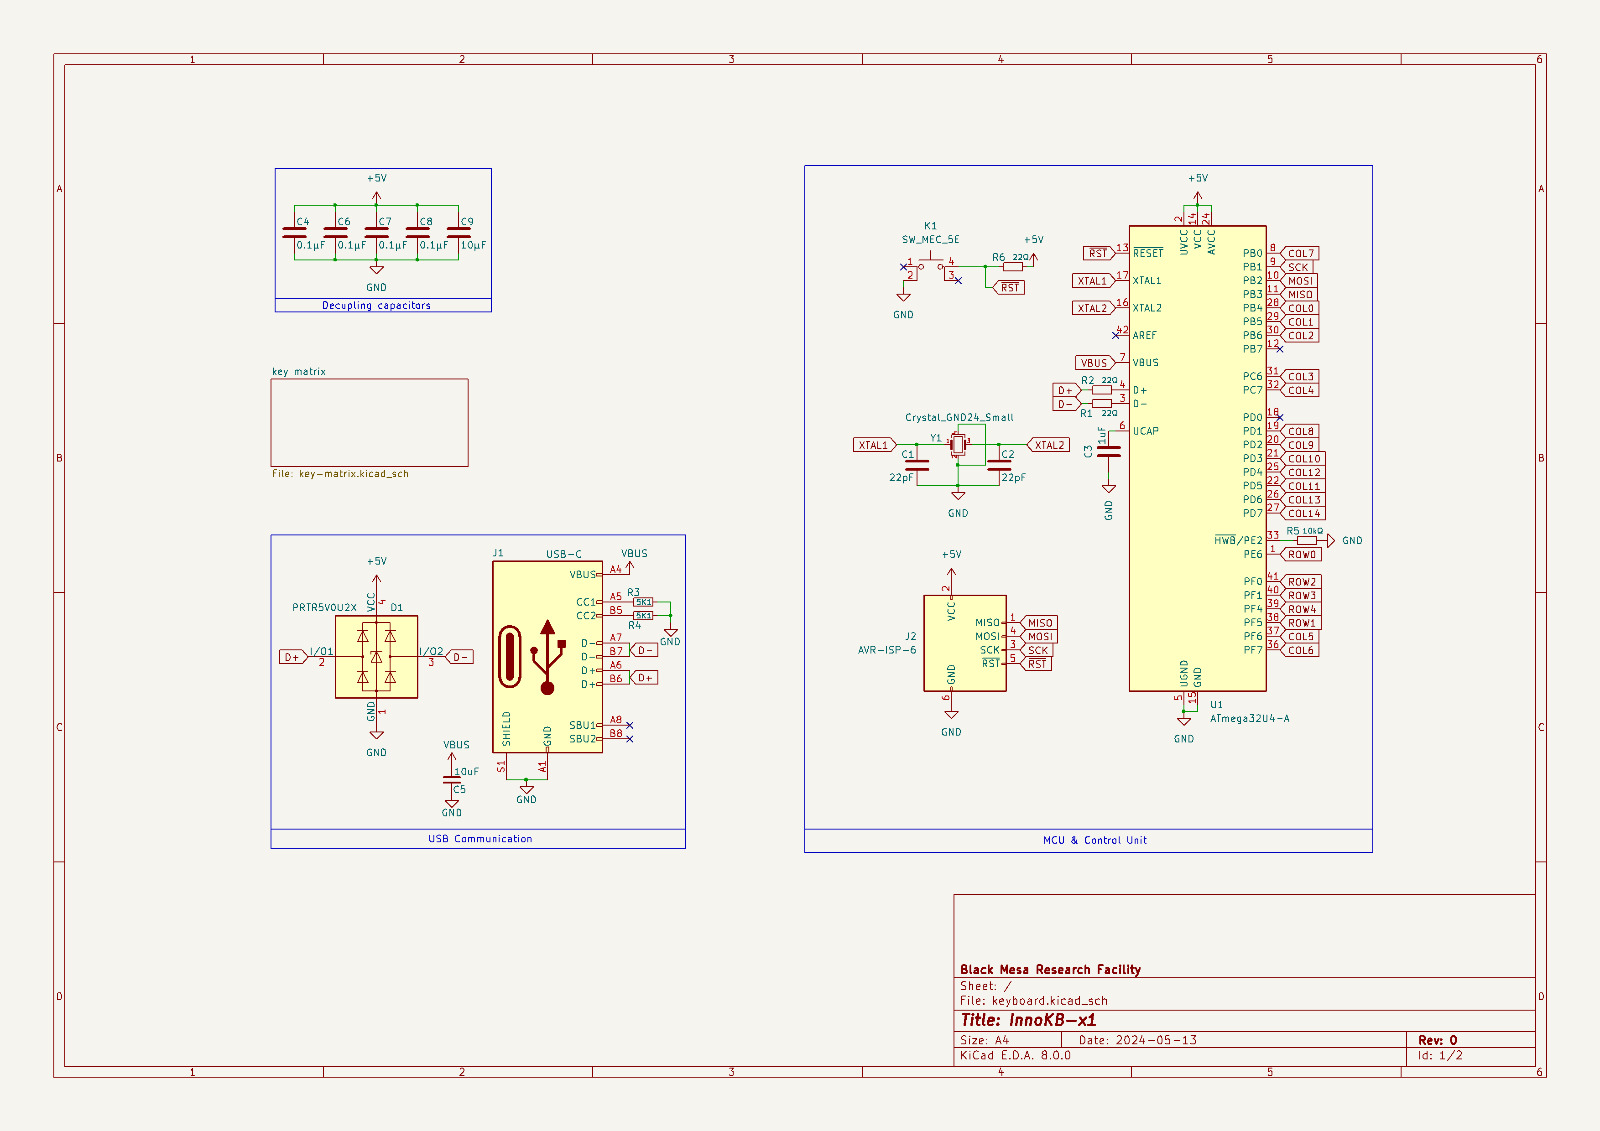 1 2 3 4 5 6
A A
B B
C C
D D
1 2 3 4 5 6
+5V
C4 C6 C7 C8 C9
0.1µF 0.1µF 0.1µF 0.1µF 10µF
GND
Decupling capacitors
key matrix
File: key-matrix.kicad_sch
+5V
PRTR5V0U2X D1
VCC 4
D+ I/O1 2
I/O2 3 D-
GND 1
GND
VBUS
10uF
C5
GND
J1 USB-C VBUS
VBUS A4
CC1 A5 R3 5K1
CC2 B5 5K1 R4
GND
D- A7
D- B7 D-
D+ A6
D+ B6 D+
SBU1 A8
SBU2 B8
SHIELD GND
S1 A1
GND
USB Communication
K1
SW_MEC_5E
1 4
2 3
R6 22Ω +5V
RST
GND
Crystal_GND24_Small
XTAL1 Y1 1 3 XTAL2
C1 C2
22pF 22pF
GND
+5V
2
VCC
J2
AVR-ISP-6
MISO 1 MISO
MOSI 4 MOSI
SCK 3 SCK
RST 5 RST
GND
6
GND
+5V
2 14 24
UVCC VCC AVCC
RST 13 RESET
XTAL1 17 XTAL1
XTAL2 16 XTAL2
42 AREF
VBUS 7 VBUS
D+ R2 22Ω 4 D+
D- R1 22Ω 3 D-
6 UCAP
C3 1uF
GND
PB0 8 COL7
PB1 9 SCK
PB2 10 MOSI
PB3 11 MISO
PB4 28 COL0
PB5 29 COL1
PB6 30 COL2
PB7 12
PC6 31 COL3
PC7 32 COL4
PD0 18
PD1 19 COL8
PD2 20 COL9
PD3 21 COL10
PD4 25 COL12
PD5 22 COL11
PD6 26 COL13
PD7 27 COL14
HWB/PE2 33 R5 10kΩ GND
PE6 1 ROW0
PF0 41 ROW2
PF1 40 ROW3
PF4 39 ROW4
PF5 38 ROW1
PF6 37 COL5
PF7 36 COL6
UGND GND
5 15
U1
ATmega32U4-A
GND
MCU & Control Unit
Black Mesa Research Facility
Sheet: /
File: keyboard.kicad_sch
Title: InnoKB-x1
Size: A4 Date: 2024-05-13 Rev: 0
KiCad E.D.A. 8.0.0 Id: 1/2